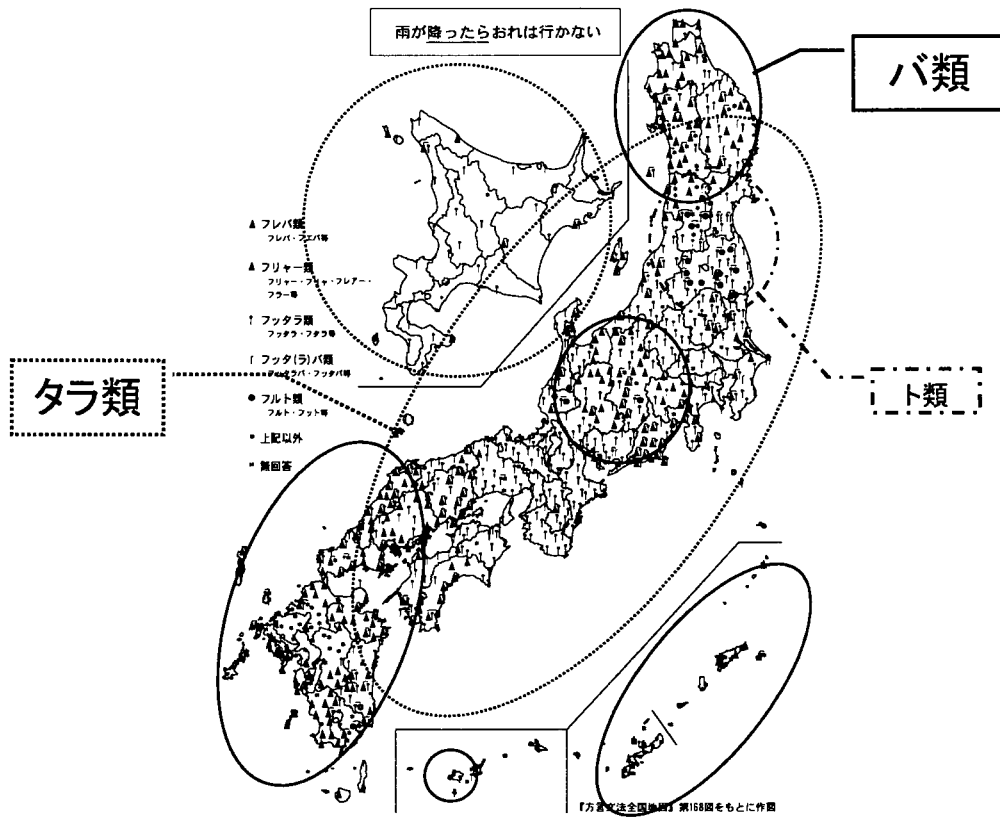 雨が降ったらおれは行かない
バ類
▲ フレバ類
フレバ・フエバ等
▲ フリャー類
フリャー・フリャ・フレアー・
フラー等
フッタラ類
フッタラ・フタラ等
フッタ(ラ)バ類
フッタラバ・フッタバ等
● フルト類
フルト・フット等
上記以外
無回答
タラ類
ト類
『方言文法全国地図』第168図をもとに作図